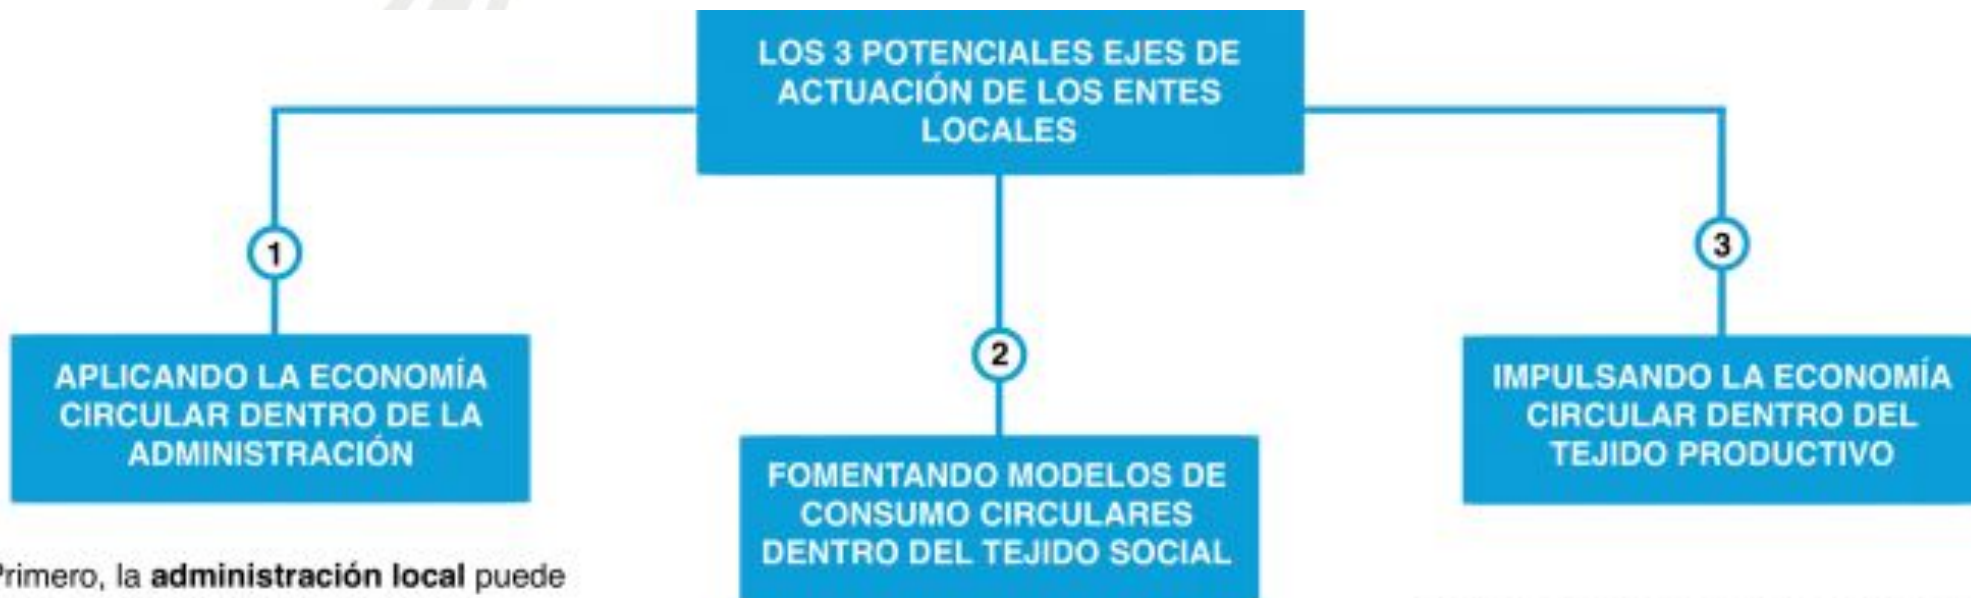 LOS 3 POTENCIALES EJES DE
ACTUACIÓN DE LOS ENTES
LOCALES
1
APLICANDO LA ECONOMÍA
CIRCULAR DENTRO DE LA
ADMINISTRACIÓN
Primero, la administración local puede
2
FOMENTANDO MODELOS DE
CONSUMO CIRCULARES
DENTRO DEL TEJIDO SOCIAL
3
IMPULSANDO LA ECONOMÍA
CIRCULAR DENTRO DEL
TEJIDO PRODUCTIVO